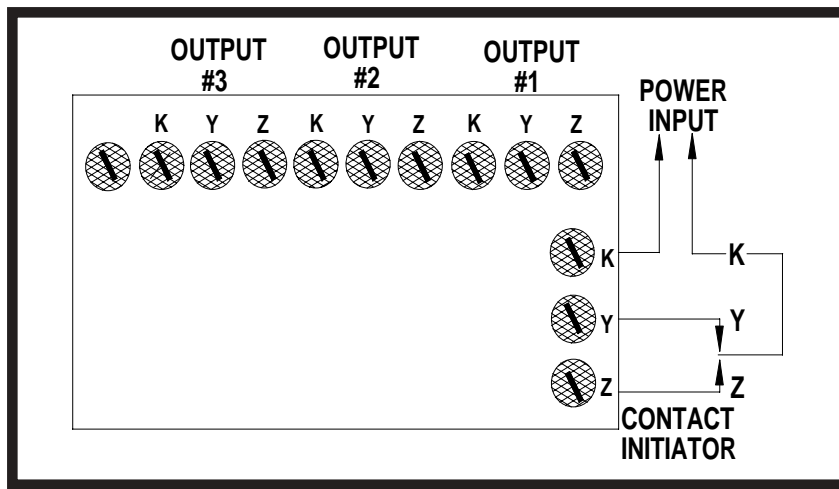 OUTPUT
#3
OUTPUT
#2
OUTPUT
#1
POWER
INPUT
K Y Z K Y Z K Y Z
K
K
Y
Y
Z
Z
CONTACT
INITIATOR